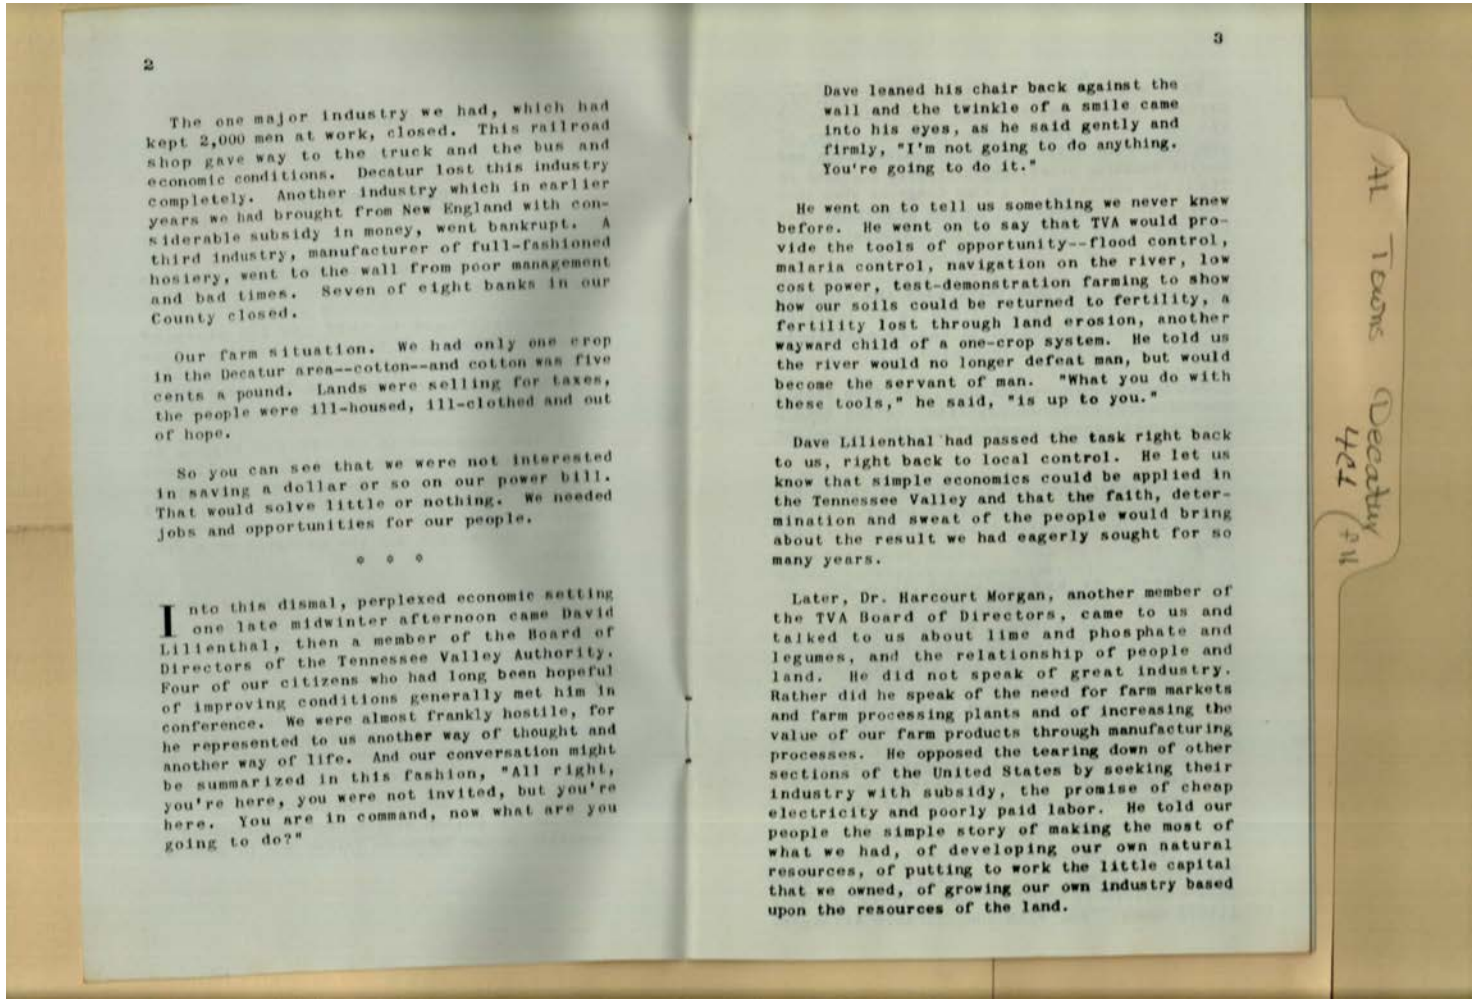 2
The one major industry we had, which had
kept 2,000 men at work, closed. This railroad
shop gave way to the truck and the bus and
economic conditions. Decatur lost this industry
completely. Another industry which in earlier
years we had brought from New England with con-
siderable subsidy in money, went bankrupt. A
third industry, manufacturer of full-fashioned
hosiery, went to the wall from poor management
and bad times. Seven of eight banks in our
County closed.
Our farm situation. We had only one crop
in the Decatur area--cotton--and cotton was five
cents a pound. Lands were selling for taxes,
the people were ill-housed, ill-clothed and out
of hope.
So you can see that we were not interested
in saving a dollar or so on our power bill.
That would solve little or nothing. We needed
jobs and opportunities for our people.
* * *
Into this dismal, perplexed economic setting
one late midwinter afternoon came David
Lilienthal, then a member of the Board of
Directors of the Tennessee Valley Authority.
Four of our citizens who had long been hopeful
of improving conditions generally met him in
conference. We were almost frankly hostile, for
he represented to us another way of thought and
another way of life. And our conversation might
be summarized in this fashion, "All right,
you're here, you were not invited, but you're
here. You are in command, now what are you
going to do?"
3
Dave leaned his chair back against the
wall and the twinkle of a smile came
into his eyes, as he said gently and
firmly, "I'm not going to do anything.
You're going to do it."
He went on to tell us something we never knew
before. He went on to say that TVA would pro-
vide the tools of opportunity--flood control,
malaria control, navigation on the river, low
cost power, test-demonstration farming to show
how our soils could be returned to fertility, a
fertility lost through land erosion, another
wayward child of a one-crop system. He told us
the river would no longer defeat man, but would
become the servant of man. "What you do with
these tools," he said, "is up to you."
Dave Lilienthal had passed the task right back
to us, right back to local control. He let us
know that simple economics could be applied in
the Tennessee Valley and that the faith, deter-
mination and sweat of the people would bring
about the result we had eagerly sought for so
many years.
Later, Dr. Harcourt Morgan, another member of
the TVA Board of Directors, came to us and
talked to us about lime and phosphate and
legumes, and the relationship of people and
land. He did not speak of great industry.
Rather did he speak of the need for farm markets
and farm processing plants and of increasing the
value of our farm products through manufacturing
processes. He opposed the tearing down of other
sections of the United States by seeking their
industry with subsidy, the promise of cheap
electricity and poorly paid labor. He told our
people the simple story of making the most of
what we had, of developing our own natural
resources, of putting to work the little capital
that we owned, of growing our own industry based
upon the resources of the land.
AL Towns Decatur